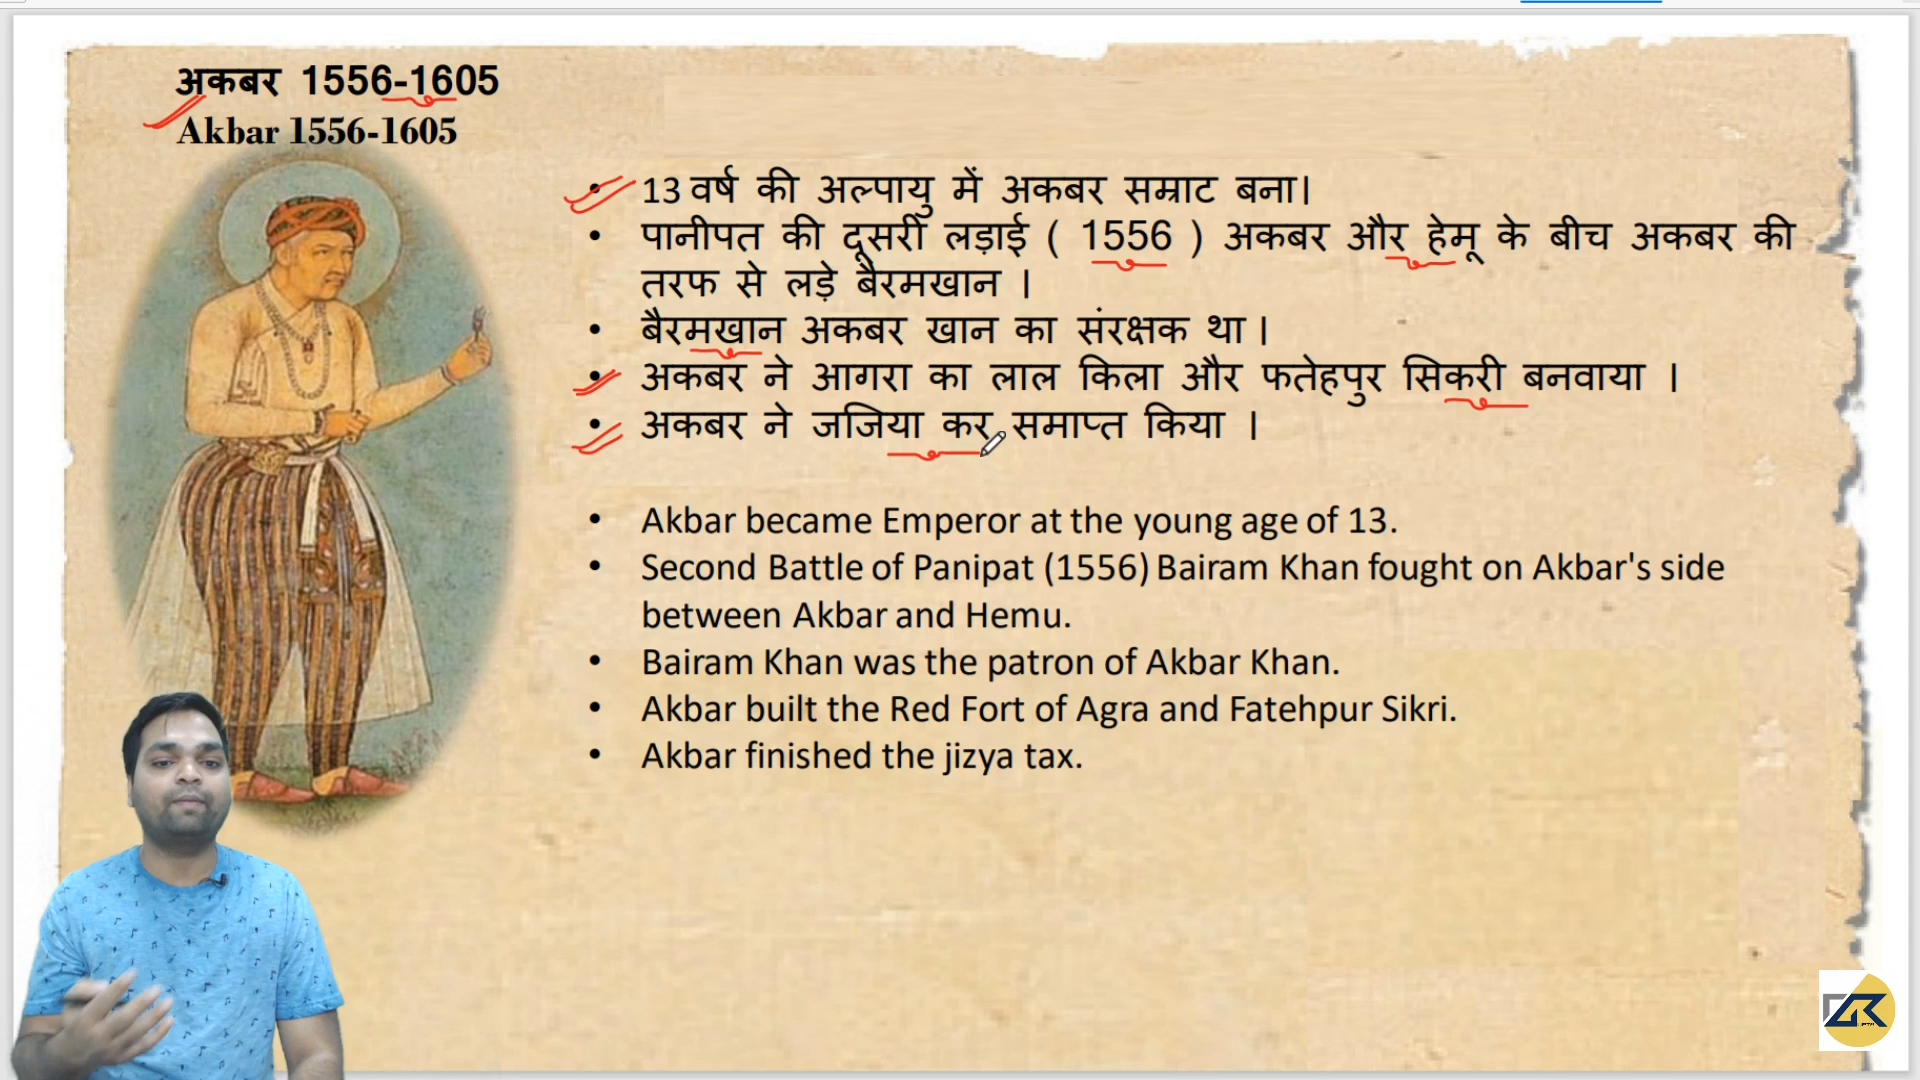 अकबर 1556-1605
Akbar 1556-1605
• 13 वर्ष की अल्पायु में अकबर सम्राट बना।
• पानीपत की दूसरी लड़ाई ( 1556 ) अकबर और हेमू के बीच अकबर की
तरफ से लड़े बैरमखान ।
• बैरमखान अकबर खान का संरक्षक था ।
• अकबर ने आगरा का लाल किला और फतेहपुर सिकरी बनवाया ।
• अकबर ने जजिया कर समाप्त किया ।
• Akbar became Emperor at the young age of 13.
• Second Battle of Panipat (1556) Bairam Khan fought on Akbar's side
between Akbar and Hemu.
• Bairam Khan was the patron of Akbar Khan.
• Akbar built the Red Fort of Agra and Fatehpur Sikri.
• Akbar finished the jizya tax.